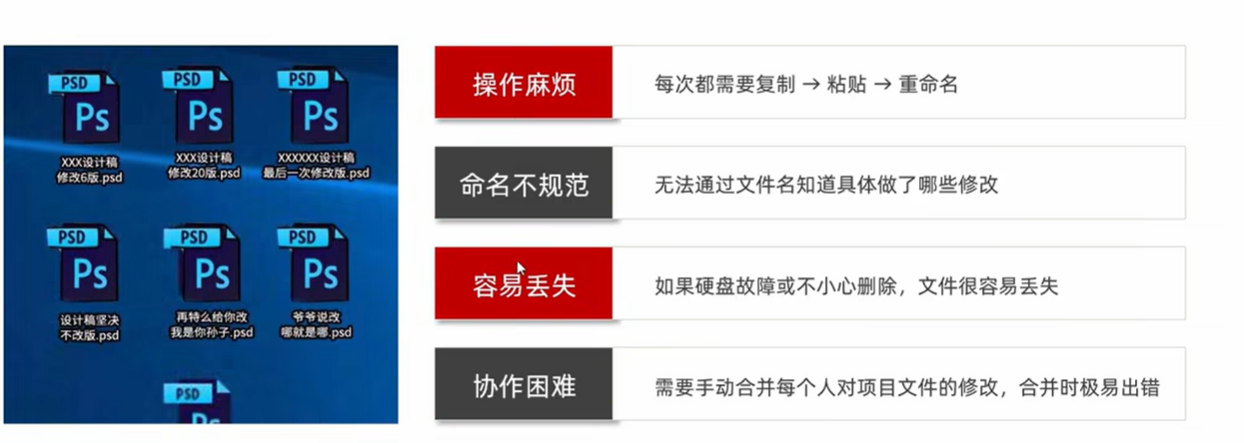 PSD PSD PSD
Ps Ps Ps
XXX设计稿
修改6版.psd
XXX设计稿
修改20版.psd
XXXXXX设计稿
最后一次修改版.psd
PSD PSD PSD
Ps Ps Ps
设计稿坚决
不改版.psd
再特么给你改
我是你孙子.psd
爷爷说改
哪就是哪.psd
PSD
Ps
操作麻烦 每次都需要复制 → 粘贴 → 重命名
命名不规范 无法通过文件名知道具体做了哪些修改
容易丢失 如果硬盘故障或不小心删除，文件很容易丢失
协作困难 需要手动合并每个人对项目文件的修改，合并时极易出错